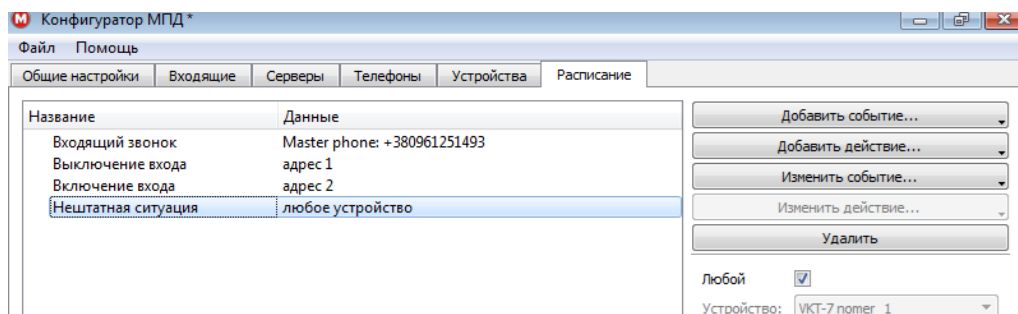 Конфигуратор МПД *
Файл Помощь
Общие настройки Входящие Серверы Телефоны Устройства Расписание
Название Данные
Входящий звонок Master phone: +380961251493
Выключение входа адрес 1
Включение входа адрес 2
Нештатная ситуация любое устройство
Добавить событие...
Добавить действие...
Изменить событие...
Изменить действие...
Удалить
Любой
Устройство: VKT-7 nomer 1